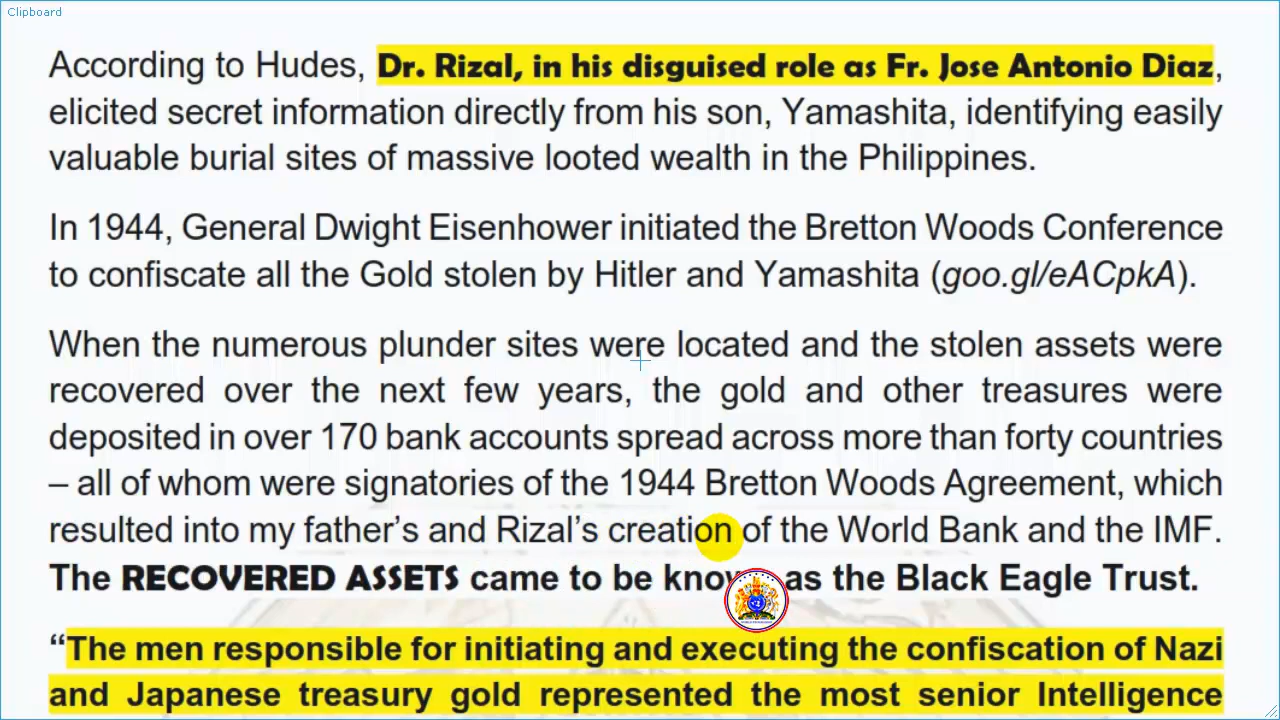 Clipboard
According to Hudes, Dr. Rizal, in his disguised role as Fr. Jose Antonio Diaz,
elicited secret information directly from his son, Yamashita, identifying easily
valuable burial sites of massive looted wealth in the Philippines.
In 1944, General Dwight Eisenhower initiated the Bretton Woods Conference
to confiscate all the Gold stolen by Hitler and Yamashita (goo.gl/eACpkA).
When the numerous plunder sites were located and the stolen assets were
recovered over the next few years, the gold and other treasures were
deposited in over 170 bank accounts spread across more than forty countries
– all of whom were signatories of the 1944 Bretton Woods Agreement, which
resulted into my father’s and Rizal’s creation of the World Bank and the IMF.
The RECOVERED ASSETS came to be know as the Black Eagle Trust.
“The men responsible for initiating and executing the confiscation of Nazi
and Japanese treasury gold represented the most senior Intelligence